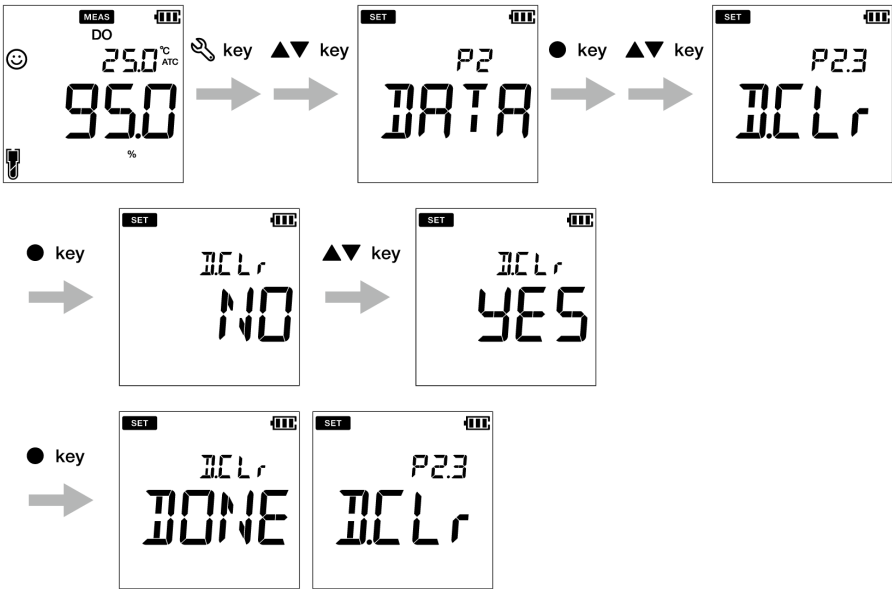 MEAS
DO
25.0 °C
ATC
95.0
%
key
▲▼ key
SET
P2
DATA
● key
▲▼ key
SET
P2.3
D.CLr
● key
SET
D.CLr
NO
▲▼ key
SET
D.CLr
YES
● key
SET
D.CLr
DONE
SET
P2.3
D.CLr